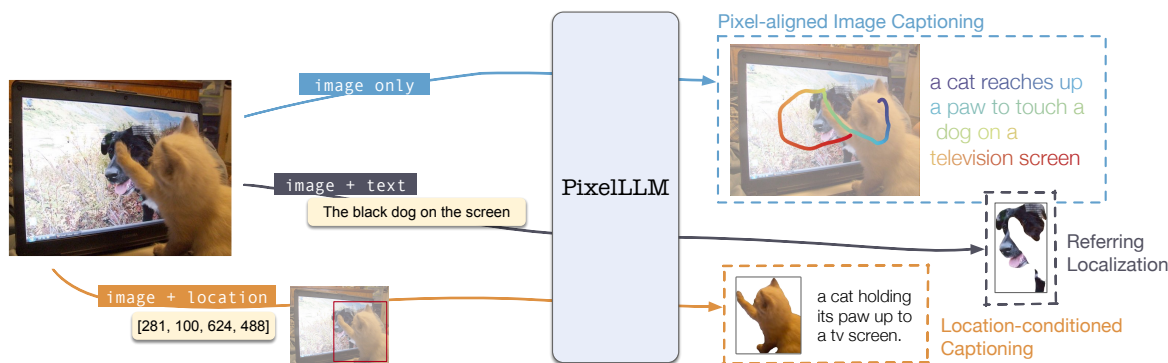 Pixel-aligned Image Captioning
image only
a cat reaches up
a paw to touch a
dog on a
television screen
image + text
The black dog on the screen
PixelLLM
Referring
Localization
image + location
[281, 100, 624, 488]
a cat holding
its paw up to
a tv screen.
Location-conditioned
Captioning